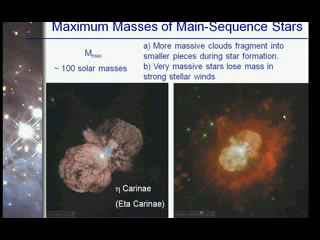 Maximum Masses of Main-Sequence Stars
Mmax
~ 100 solar masses
a) More massive clouds fragment into
smaller pieces during star formation.
b) Very massive stars lose mass in
strong stellar winds
η Carinae
(Eta Carinae)